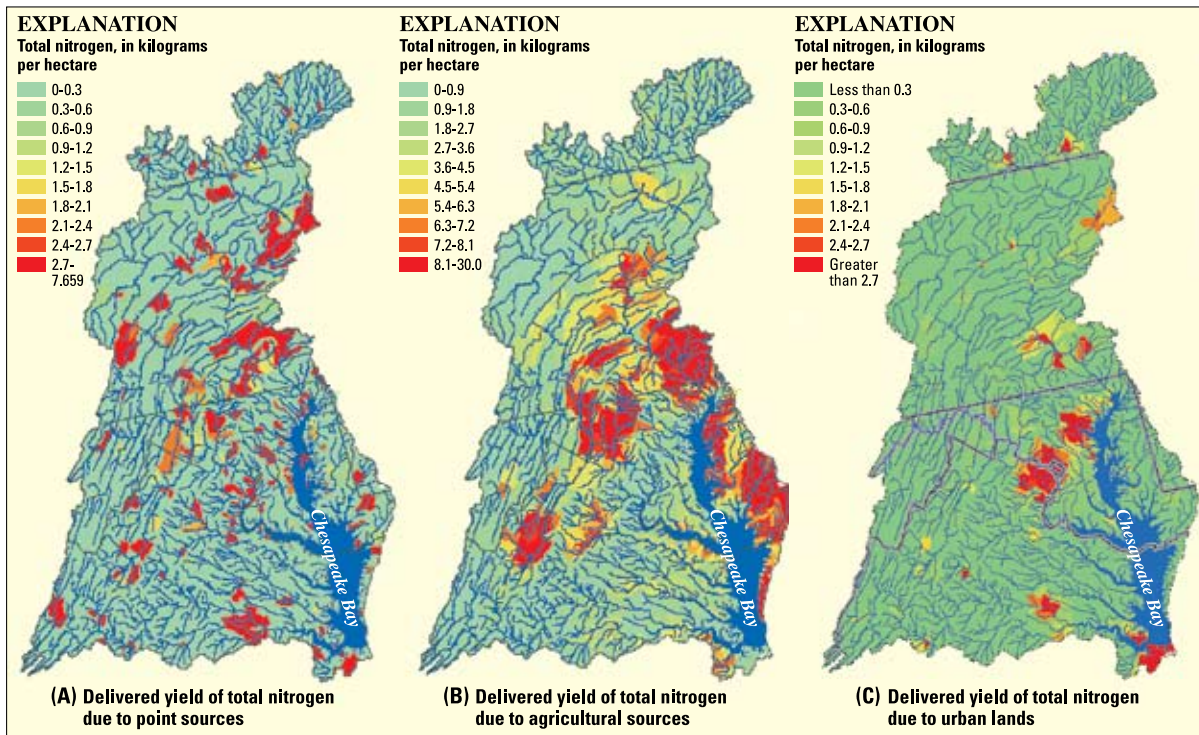 EXPLANATION
Total nitrogen, in kilograms
per hectare
0-0.3
0.3-0.6
0.6-0.9
0.9-1.2
1.2-1.5
1.5-1.8
1.8-2.1
2.1-2.4
2.4-2.7
2.7-
7.659
Chesapeake Bay
(A) Delivered yield of total nitrogen
due to point sources
EXPLANATION
Total nitrogen, in kilograms
per hectare
0-0.9
0.9-1.8
1.8-2.7
2.7-3.6
3.6-4.5
4.5-5.4
5.4-6.3
6.3-7.2
7.2-8.1
8.1-30.0
Chesapeake Bay
(B) Delivered yield of total nitrogen
due to agricultural sources
EXPLANATION
Total nitrogen, in kilograms
per hectare
Less than 0.3
0.3-0.6
0.6-0.9
0.9-1.2
1.2-1.5
1.5-1.8
1.8-2.1
2.1-2.4
2.4-2.7
Greater
than 2.7
Chesapeake Bay
(C) Delivered yield of total nitrogen
due to urban lands